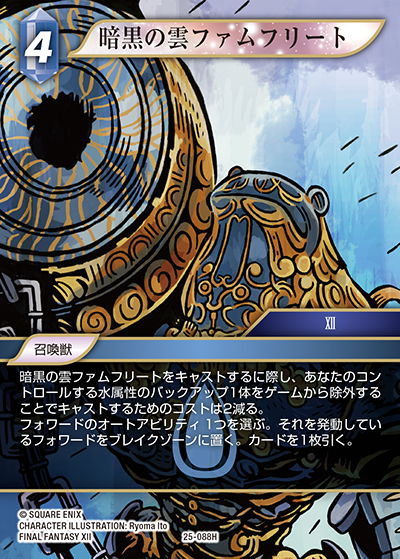 4
暗黒の雲ファムフリート
XII
召喚獣
暗黒の雲ファムフリートをキャストするに際し、あなたのコン
トロールする水属性のバックアップ1体をゲームから除外する
ことでキャストするためのコストは2減る。
フォワードのオートアビリティ 1つを選ぶ。それを発動してい
るフォワードをブレイクゾーンに置く。カードを1枚引く。
© SQUARE ENIX
CHARACTER ILLUSTRATION: Ryoma Ito
FINAL FANTASY XII
25-088H